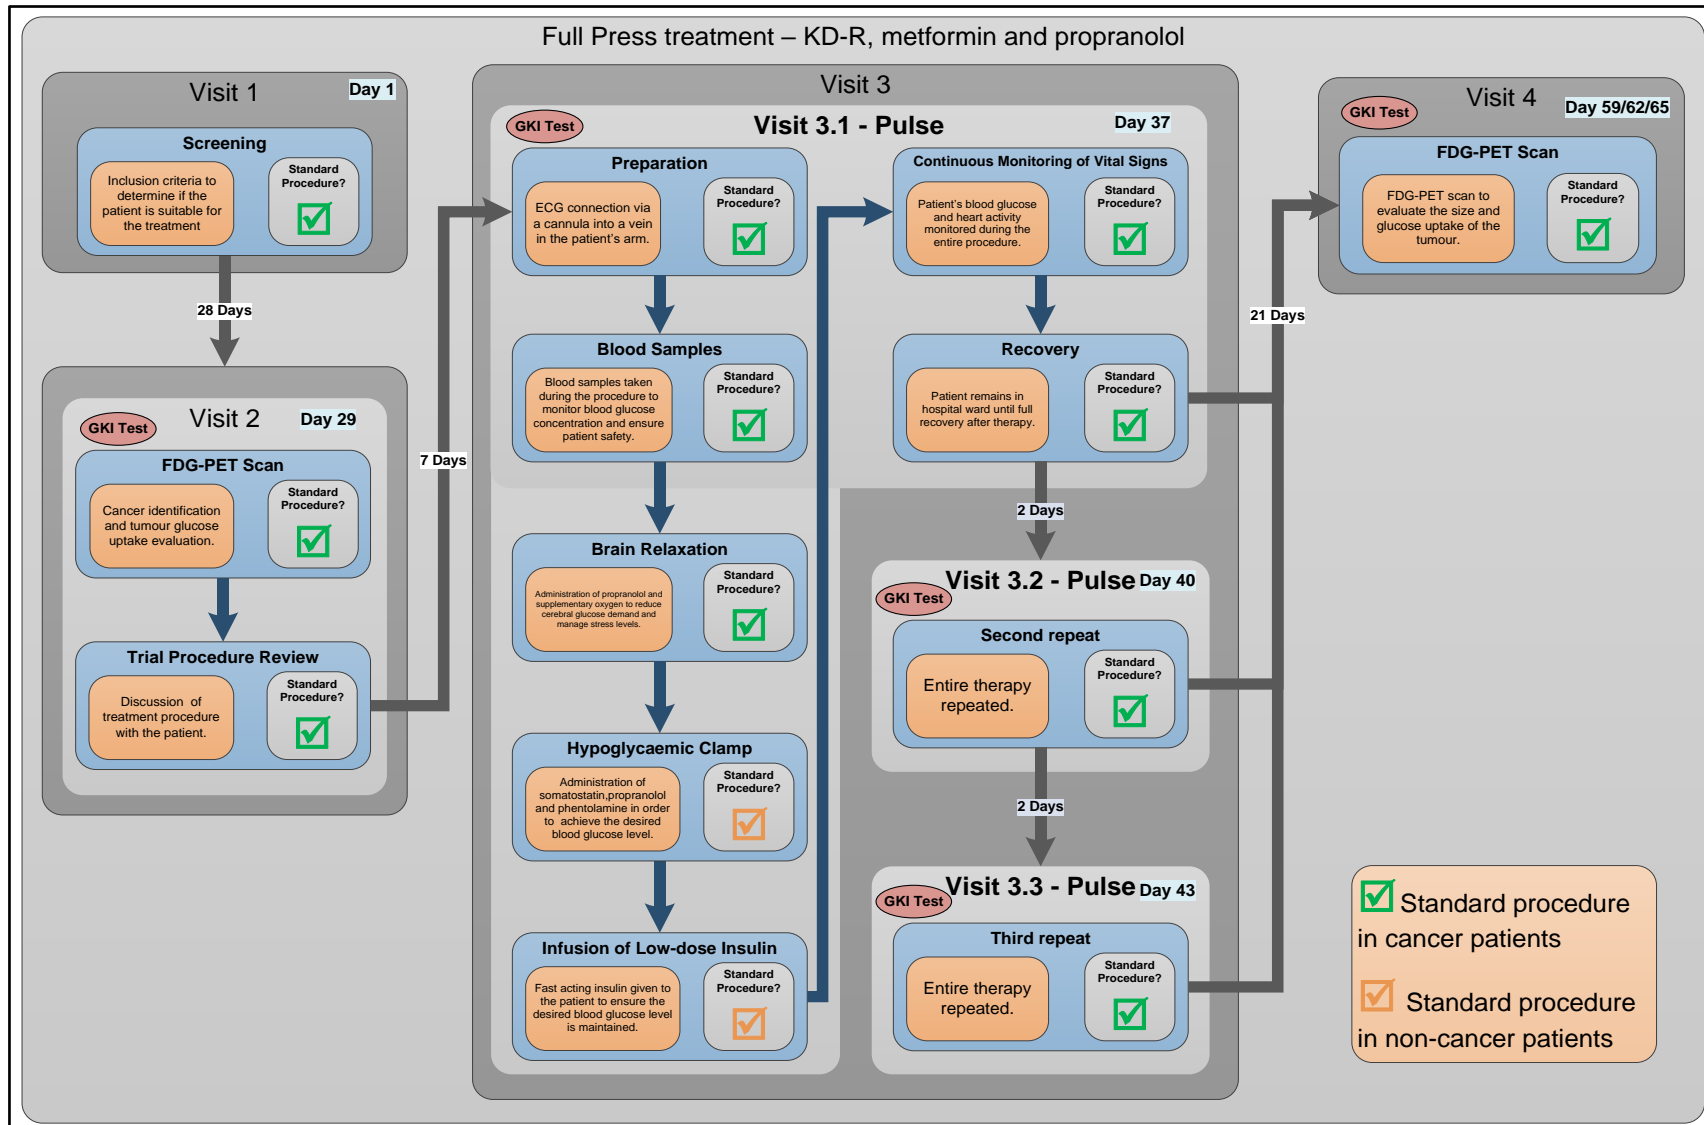 Full Press treatment – KD-R, metformin and propranolol
Visit 1
Day 1
Screening
Inclusion criteria to
determine if the
patient is suitable for
the treatment
Standard
Procedure?
28 Days
Visit 2
Day 29
GKI Test
FDG-PET Scan
Cancer identification
and tumour glucose
uptake evaluation.
Standard
Procedure?
Trial Procedure Review
Discussion of
treatment procedure
with the patient.
Standard
Procedure?
7 Days
Visit 3
GKI Test
Visit 3.1 - Pulse
Day 37
Preparation
ECG connection via
a cannula into a vein
in the patient's arm.
Standard
Procedure?
Blood Samples
Blood samples taken
during the procedure to
monitor blood glucose
concentration and ensure
patient safety.
Standard
Procedure?
Brain Relaxation
Administration of propranolol and
supplementary oxygen to reduce
cerebral glucose demand and
manage stress levels.
Standard
Procedure?
Hypoglycaemic Clamp
Administration of
somatostatin,propranolol
and phentolamine in order
to achieve the desired
blood glucose level.
Standard
Procedure?
Infusion of Low-dose Insulin
Fast acting insulin given to
the patient to ensure the
desired blood glucose level
is maintained.
Standard
Procedure?
Continuous Monitoring of Vital Signs
Patient's blood glucose
and heart activity
monitored during the
entire procedure.
Standard
Procedure?
Recovery
Patient remains in
hospital ward until full
recovery after therapy.
Standard
Procedure?
2 Days
Visit 3.2 - Pulse
Day 40
GKI Test
Second repeat
Entire therapy
repeated.
Standard
Procedure?
2 Days
Visit 3.3 - Pulse
Day 43
GKI Test
Third repeat
Entire therapy
repeated.
Standard
Procedure?
21 Days
Visit 4
Day 59/62/65
GKI Test
FDG-PET Scan
FDG-PET scan to
evaluate the size and
glucose uptake of the
tumour.
Standard
Procedure?
Standard procedure
in cancer patients
Standard procedure
in non-cancer patients